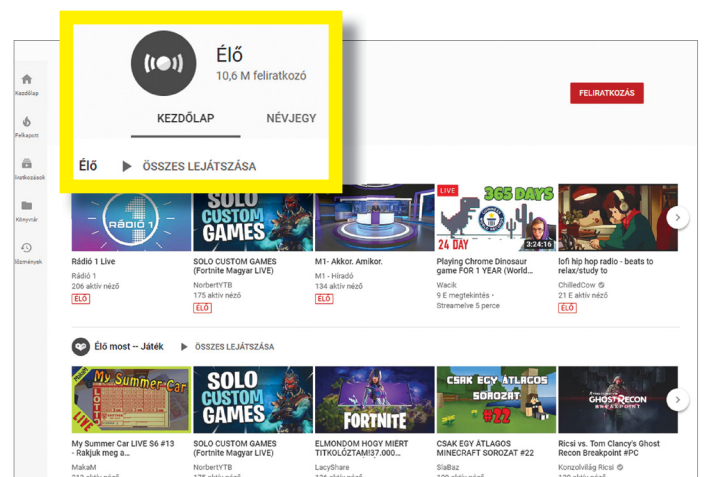 Élő
10,6 M feliratkozó
KEZDŐLAP NÉVJEGY
Élő ÖSSZES LEJÁTSZÁSA
FELIRATKOZÁS
Kezdőlap
Felkapott
Könyvtár
RÁDIÓ 1
SOLO
CUSTOM
GAMES
LIVE
365 DAYS
24 DAY
3:24:16
Rádió 1 Live
Rádió 1
206 aktív néző
ÉLŐ
SOLO CUSTOM GAMES
(Fortnite Magyar LIVE)
NorbertYTB
175 aktív néző
ÉLŐ
M1- Akkor. Amikor.
M1 - Híradó
134 aktív néző
ÉLŐ
Playing Chrome Dinosaur
game FOR 1 YEAR (World...
Wacik
9 E megtekintés -
Streamelve 5 perce
lofi hip hop radio - beats to
relax/study to
ChilledCow
21 E aktív néző
ÉLŐ
Élő most -- Játék ÖSSZES LEJÁTSZÁSA
My Summer Car
LOTTO
LIVE
SOLO
CUSTOM
GAMES
FORTNITE
CSAK EGY ÁTLAGOS
SOROZAT
#22
GHOST RECON
BREAKPOINT
My Summer Car LIVE S6 #13
- Rakjuk meg a...
MakaM
SOLO CUSTOM GAMES
(Fortnite Magyar LIVE)
NorbertYTB
175 aktív néző
ELMONDOM HOGY MIÉRT
TITKOLÓZTAM!37.000...
LacyShare
CSAK EGY ÁTLAGOS
MINECRAFT SOROZAT #22
SlaBaz
Ricsi vs. Tom Clancy's Ghost
Recon Breakpoint #PC
Konzolvilág Ricsi